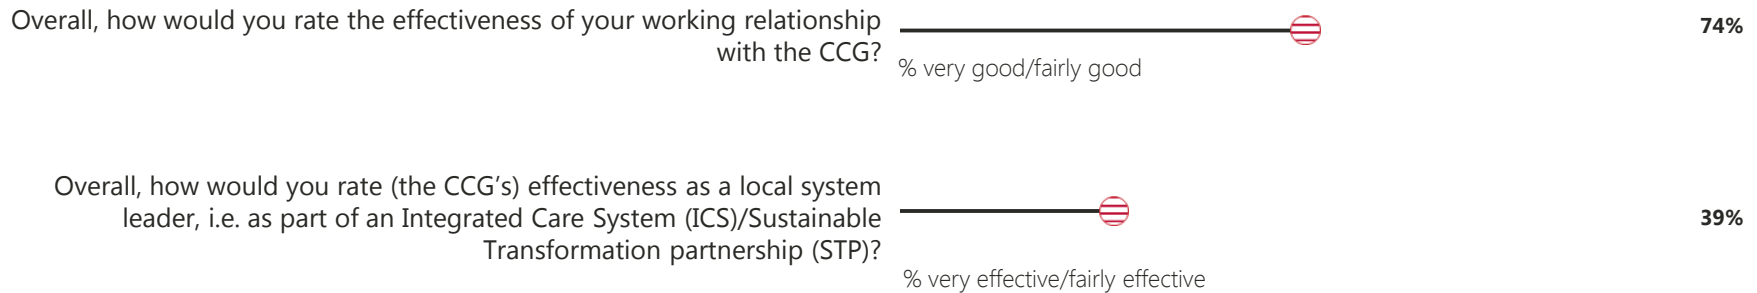 Overall, how would you rate the effectiveness of your working relationship
with the CCG?
74%
% very good/fairly good
Overall, how would you rate (the CCG’s) effectiveness as a local system
leader, i.e. as part of an Integrated Care System (ICS)/Sustainable
Transformation partnership (STP)?
39%
% very effective/fairly effective